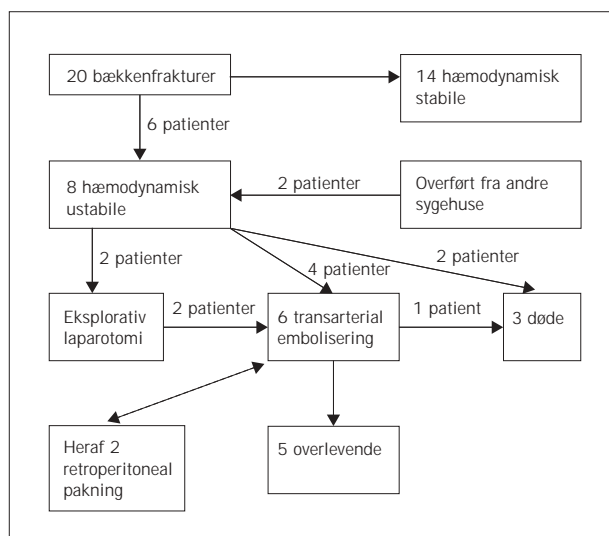 20 bækkenfrakturer
14 hæmodynamisk
stabile
6 patienter
8 hæmodynamisk
ustabile
2 patienter
Overført fra andre
sygehuse
2 patienter
4 patienter
2 patienter
Eksplorativ
laparotomi
2 patienter
6 transarterial
embolisering
1 patient
3 døde
Heraf 2
retroperitoneal
pakning
5 overlevende